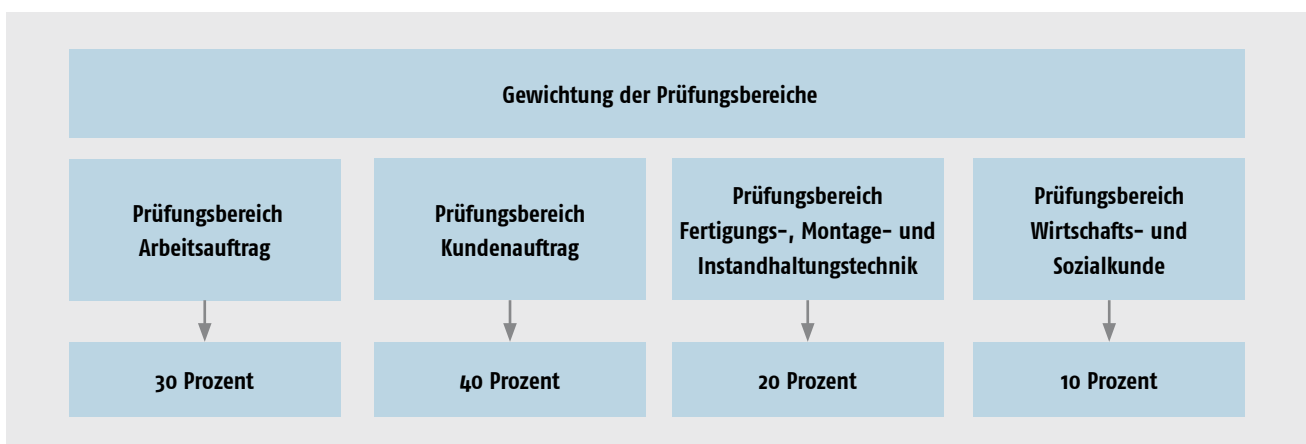 Gewichtung der Prüfungsbereiche
Prüfungsbereich
Arbeitsauftrag
Prüfungsbereich
Kundenauftrag
Prüfungsbereich
Fertigungs-, Montage- und
Instandhaltungstechnik
Prüfungsbereich
Wirtschafts- und
Sozialkunde
30 Prozent
40 Prozent
20 Prozent
10 Prozent